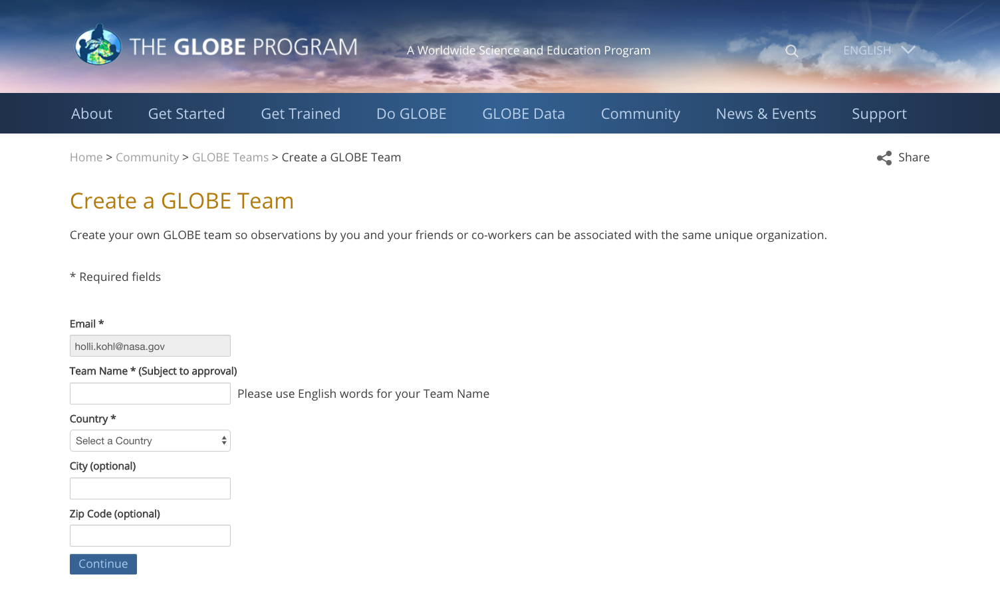 THE GLOBE PROGRAM
A Worldwide Science and Education Program
ENGLISH
About Get Started Get Trained Do GLOBE GLOBE Data Community News & Events Support
Home > Community > GLOBE Teams > Create a GLOBE Team
Share
Create a GLOBE Team
Create your own GLOBE team so observations by you and your friends or co-workers can be associated with the same unique organization.
* Required fields
Email *
holli.kohl@nasa.gov
Team Name * (Subject to approval)
Please use English words for your Team Name
Country *
Select a Country
City (optional)
Zip Code (optional)
Continue